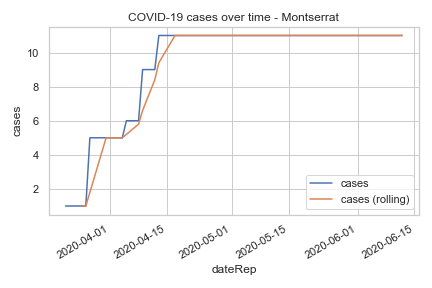 COVID-19 cases over time - Montserrat
cases
10
8
6
4
2
cases
cases (rolling)
2020-04-01
2020-04-15
2020-05-01
2020-05-15
2020-06-01
2020-06-15
dateRep